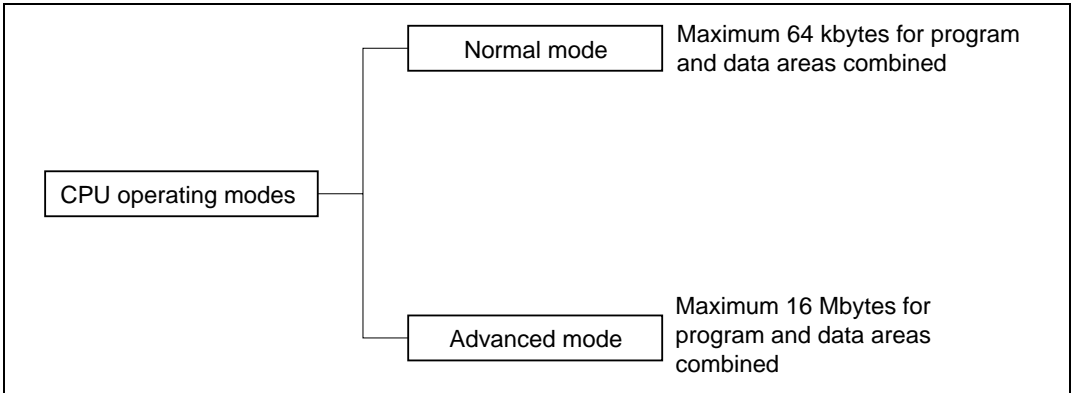 Normal mode
Maximum 64 kbytes for program
and data areas combined
CPU operating modes
Advanced mode
Maximum 16 Mbytes for
program and data areas
combined